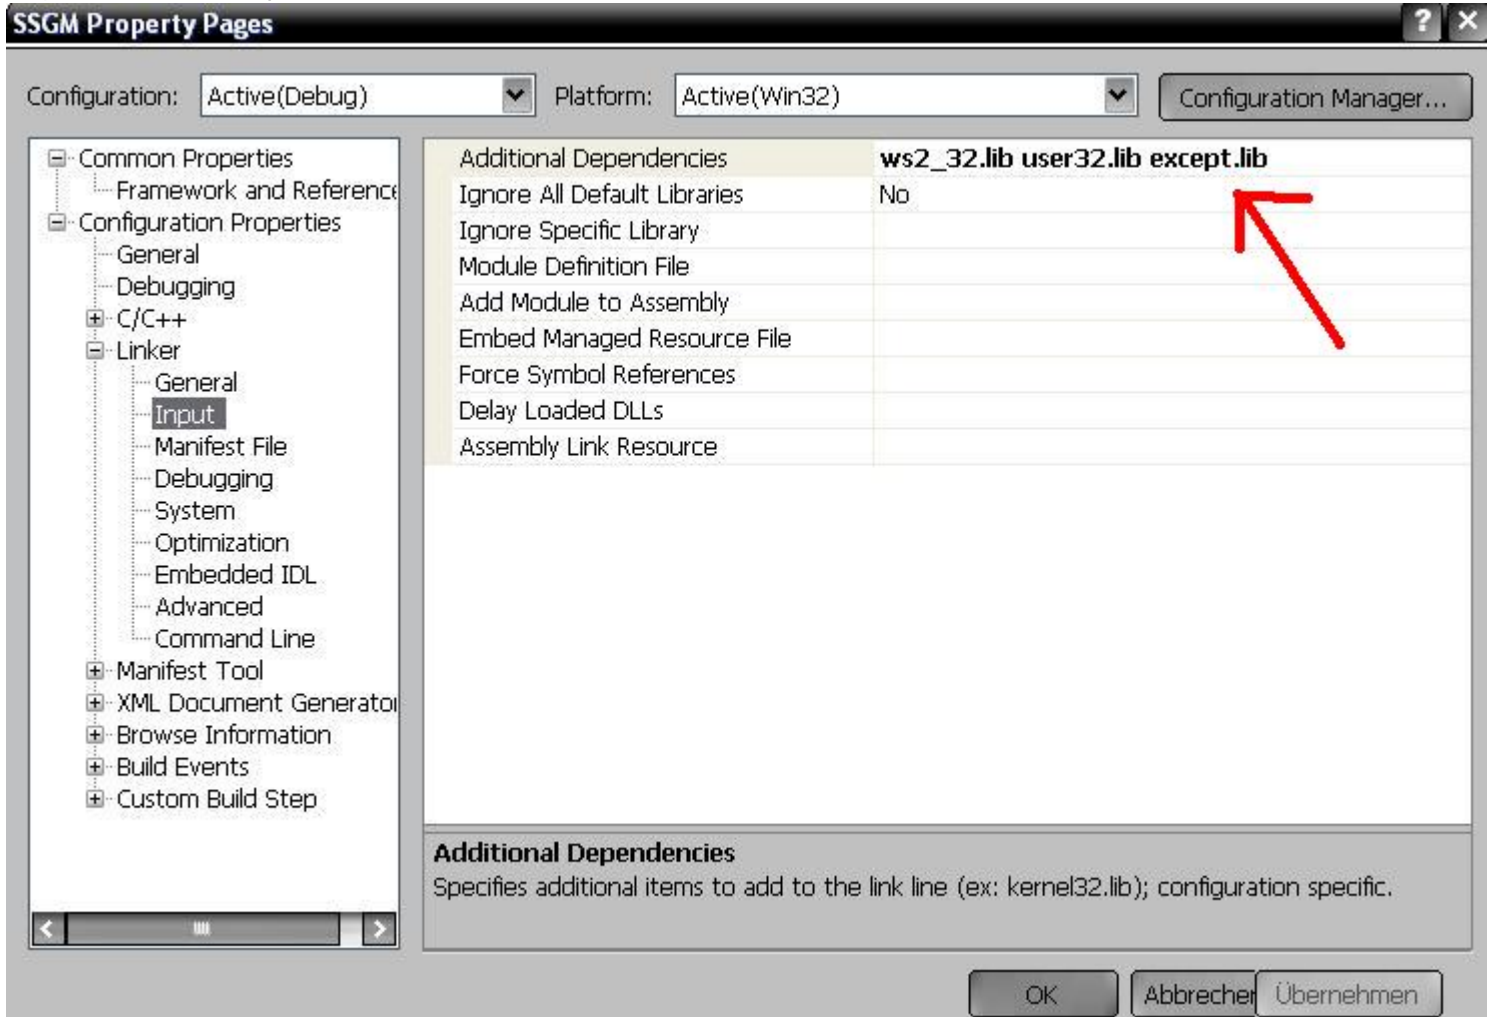 SSGM Property Pages
? X
Configuration: Active(Debug) Platform: Active(Win32) Configuration Manager...
Common Properties
Framework and Reference
Configuration Properties
General
Debugging
C/C++
Linker
General
Input
Manifest File
Debugging
System
Optimization
Embedded IDL
Advanced
Command Line
Manifest Tool
XML Document Generator
Browse Information
Build Events
Custom Build Step
Additional Dependencies ws2_32.lib user32.lib except.lib
Ignore All Default Libraries No
Ignore Specific Library
Module Definition File
Add Module to Assembly
Embed Managed Resource File
Force Symbol References
Delay Loaded DLLs
Assembly Link Resource
Additional Dependencies
Specifies additional items to add to the link line (ex: kernel32.lib); configuration specific.
OK Abbrecher Übernehmen